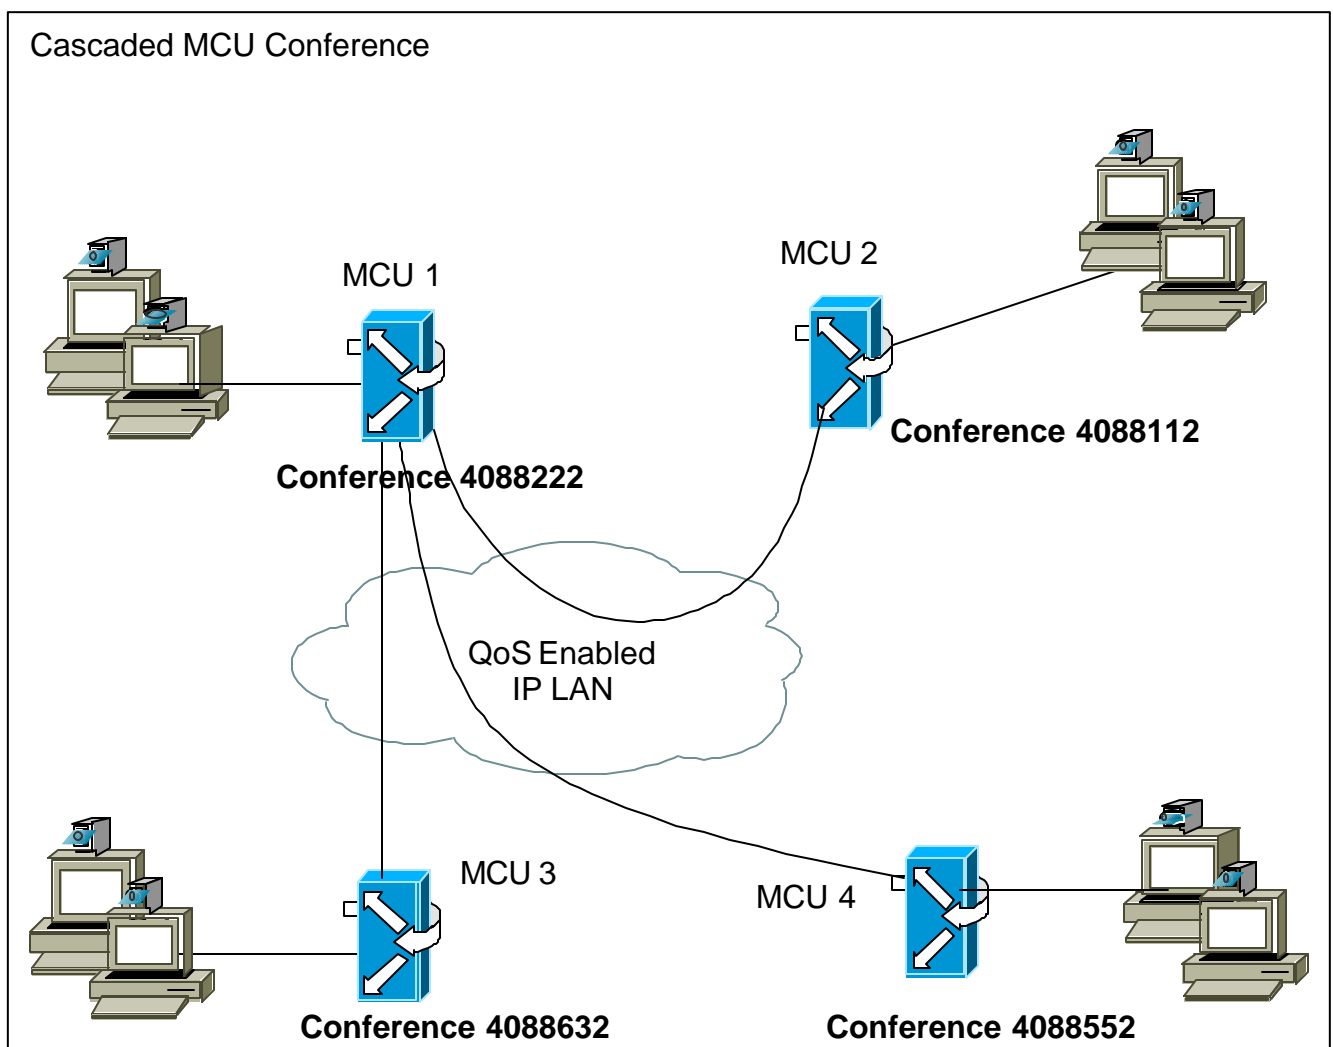 Cascaded MCU Conference
MCU 1
MCU 2
Conference 4088112
Conference 4088222
QoS Enabled
IP LAN
MCU 3
MCU 4
Conference 4088632
Conference 4088552